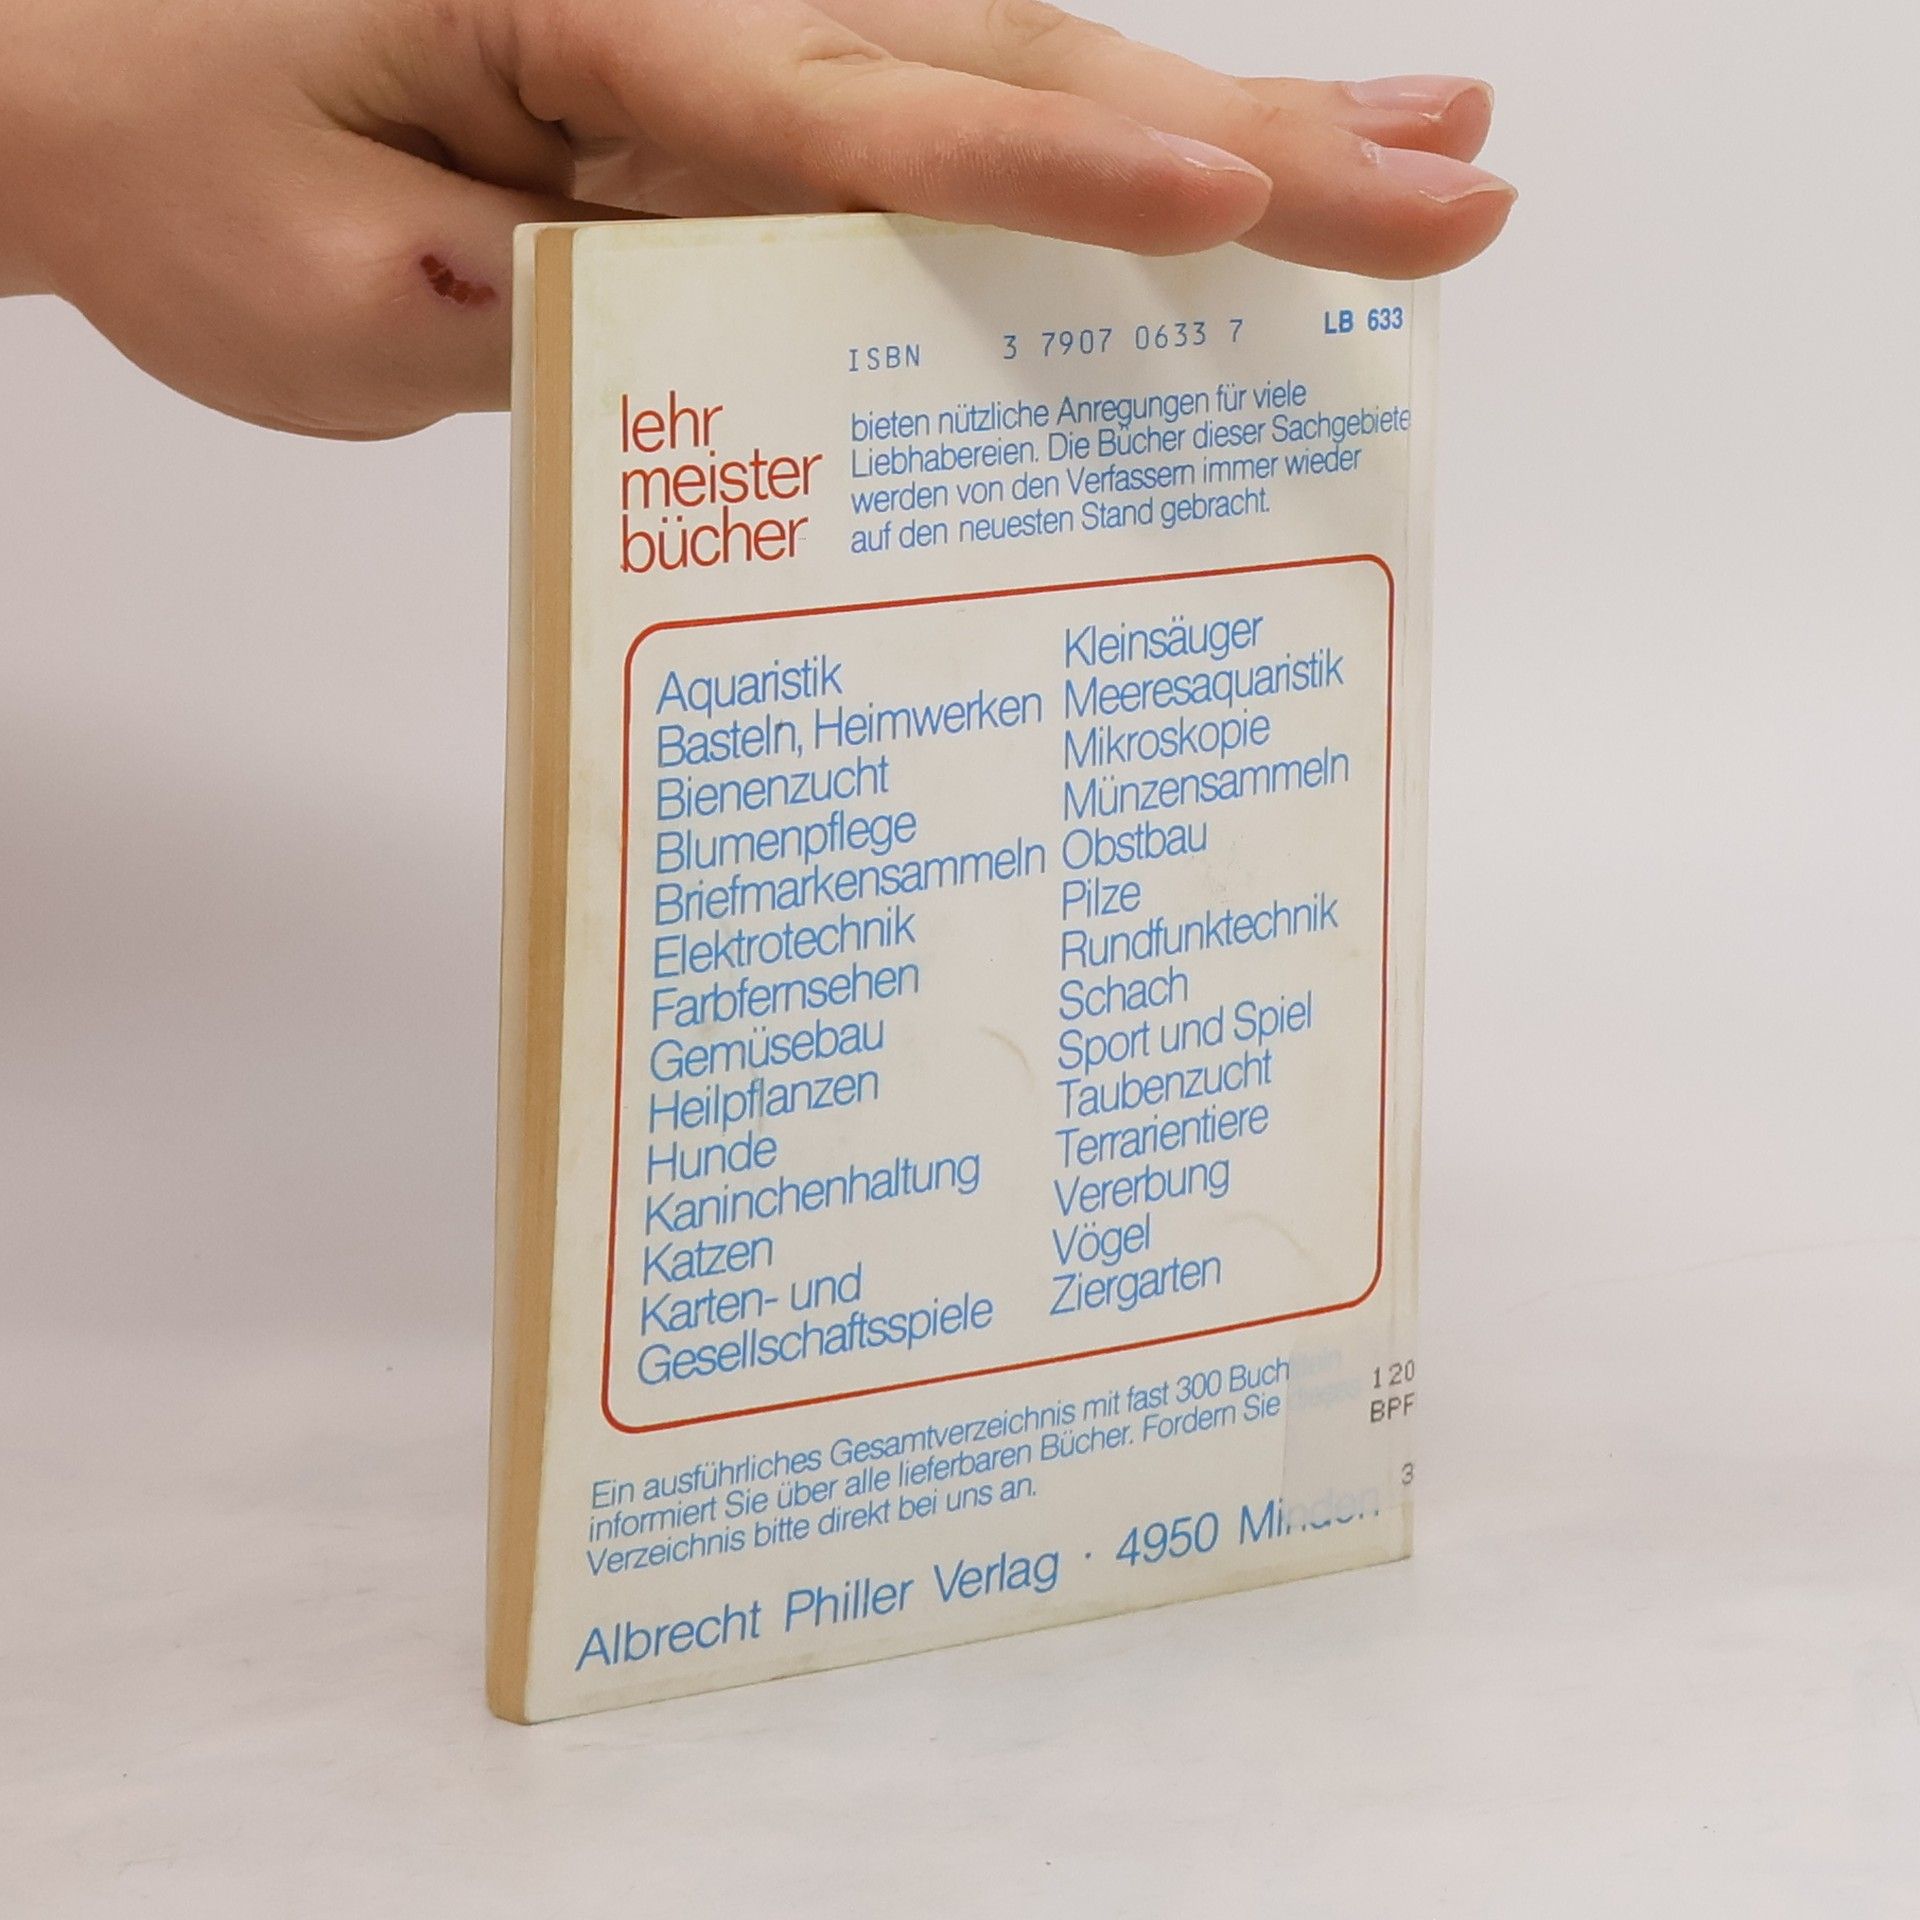 ISBN 3 7907 0633 7 LB 633
lehr
meister
bücher
bieten nützliche Anregungen für viele
Liebhabereien. Die Bücher dieser Sachgebiete
werden von den Verfassern immer wieder
auf den neuesten Stand gebracht.
Aquaristik
Basteln, Heimwerken
Bienenzucht
Blumenpflege
Briefmarkensammeln
Elektrotechnik
Farbfernsehen
Gemüsebau
Heilpflanzen
Hunde
Kaninchenhaltung
Katzen
Karten- und
Gesellschaftsspiele
Kleinsäuger
Meeresaquaristik
Mikroskopie
Münzensammeln
Obstbau
Pilze
Rundfunktechnik
Schach
Sport und Spiel
Taubenzucht
Terrarientiere
Vererbung
Vögel
Ziergarten
Ein ausführliches Gesamtverzeichnis mit fast 300 Buch
informiert Sie über alle lieferbaren Bücher. Fordern Sie
Verzeichnis bitte direkt bei uns an.
Albrecht Philler Verlag · 4950 Minden
120
BPF
3